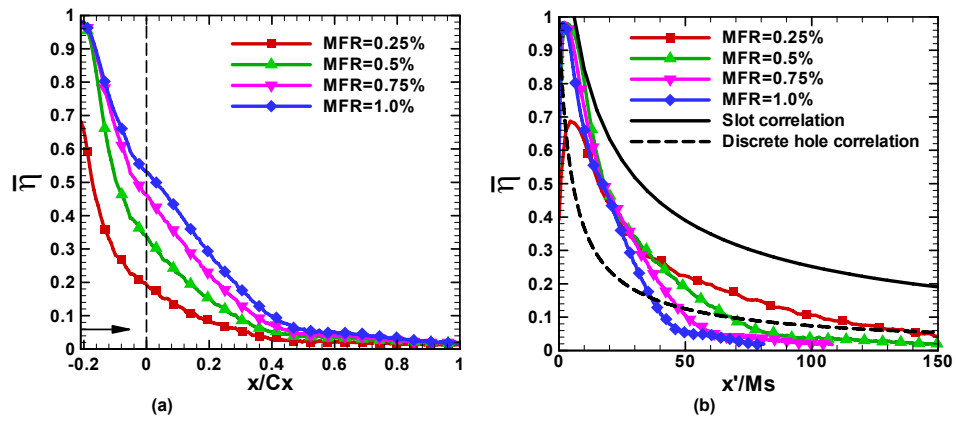 1
0.9
0.8
0.7
0.6
0.5
0.4
0.3
0.2
0.1
0
η̅
-0.2 0 0.2 0.4 0.6 0.8 1
x/Cx
MFR=0.25%
MFR=0.5%
MFR=0.75%
MFR=1.0%
(a)
1
0.9
0.8
0.7
0.6
0.5
0.4
0.3
0.2
0.1
0
η̅
0 50 100 150
x'/Ms
MFR=0.25%
MFR=0.5%
MFR=0.75%
MFR=1.0%
Slot correlation
Discrete hole correlation
(b)